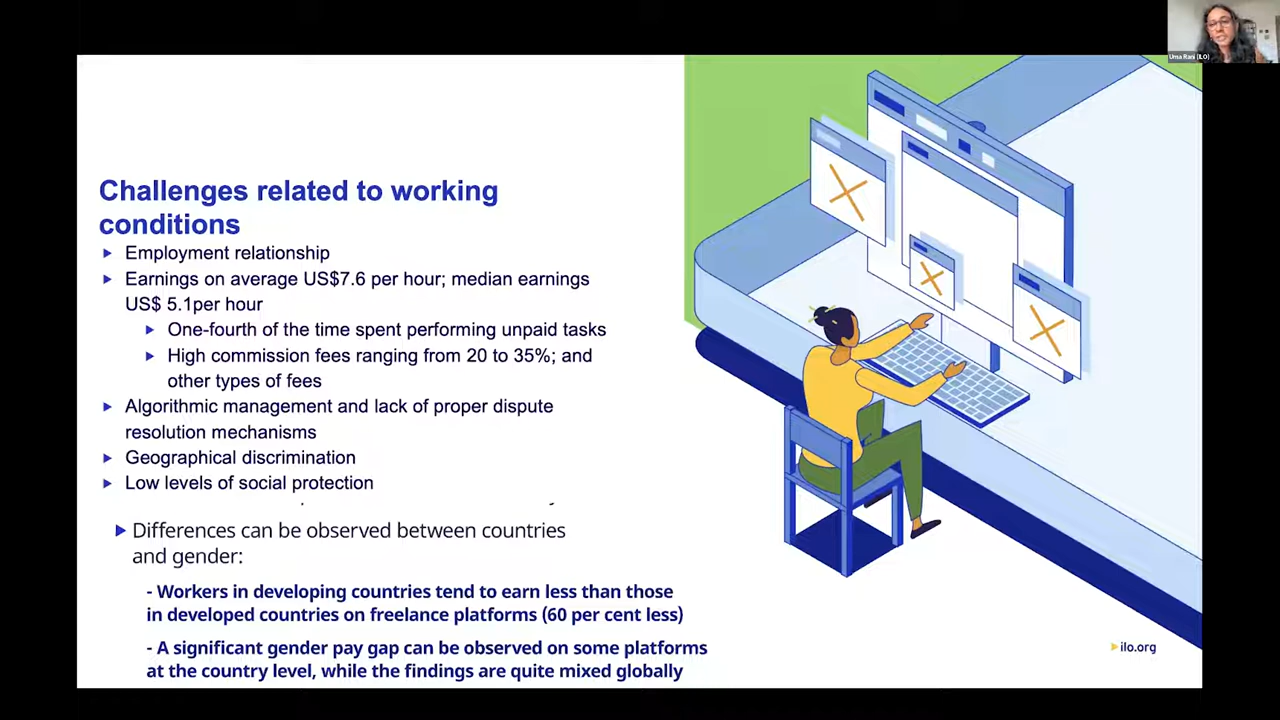 Uma Rani (ILO)
Challenges related to working
conditions
Employment relationship
Earnings on average US$7.6 per hour; median earnings
US$ 5.1per hour
One-fourth of the time spent performing unpaid tasks
High commission fees ranging from 20 to 35%; and
other types of fees
Algorithmic management and lack of proper dispute
resolution mechanisms
Geographical discrimination
Low levels of social protection
Differences can be observed between countries
and gender:
- Workers in developing countries tend to earn less than those
in developed countries on freelance platforms (60 per cent less)
- A significant gender pay gap can be observed on some platforms
at the country level, while the findings are quite mixed globally
ilo.org